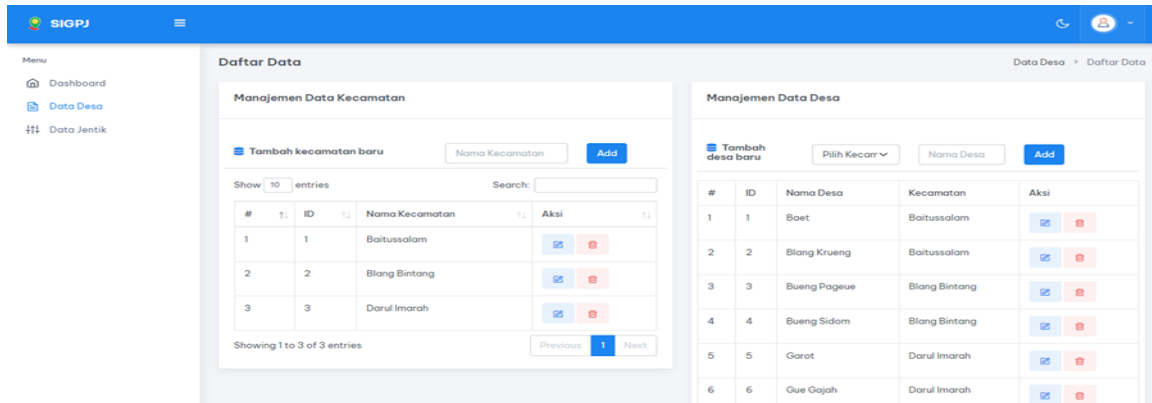 SIGPJ
Menu
Dashboard
Data Desa
Data Jentik
Daftar Data
Data Desa > Daftar Data
Manajemen Data Kecamatan
Tambah kecamatan baru Nama Kecamatan Add
Show 10 entries Search:
# ID Nama Kecamatan Aksi
1 1 Baitussalam
2 2 Blang Bintang
3 3 Darul Imarah
Showing 1 to 3 of 3 entries Previous 1 Next
Manajemen Data Desa
Tambah
desa baru Pilih Kecam Nama Desa Add
# ID Nama Desa Kecamatan Aksi
1 1 Baet Baitussalam
2 2 Blang Krueng Baitussalam
3 3 Bueng Pageue Blang Bintang
4 4 Bueng Sidom Blang Bintang
5 5 Garot Darul Imarah
6 6 Gue Gajah Darul Imarah